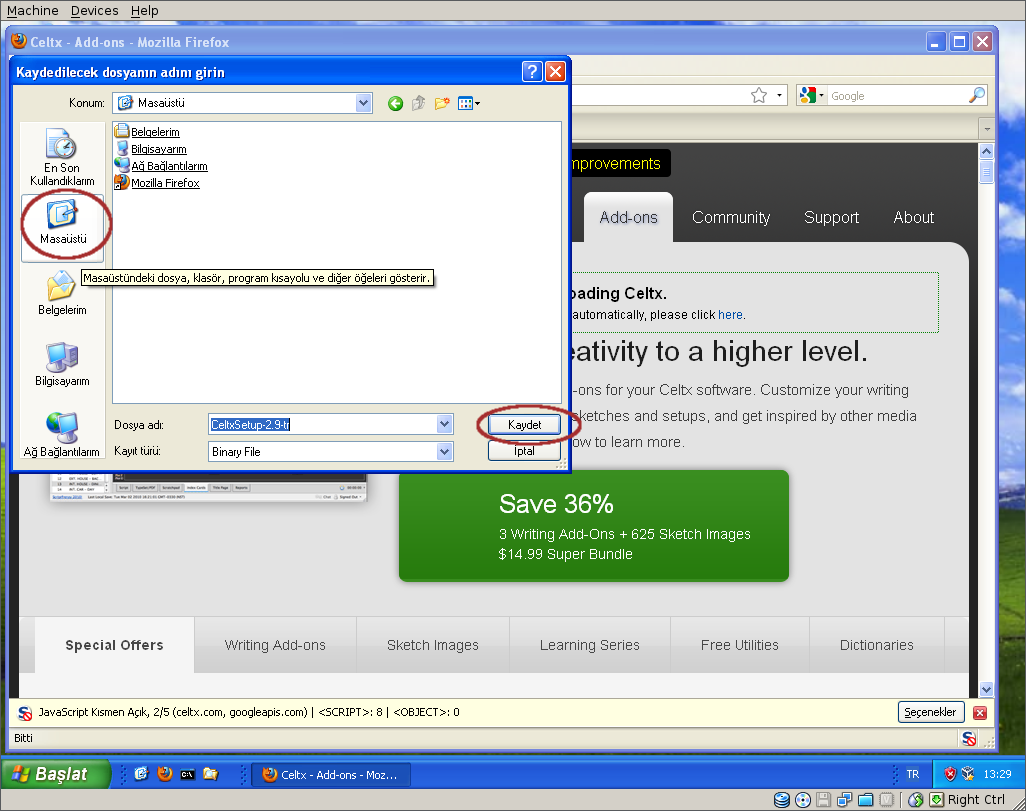 Machine Devices Help
Celtx - Add-ons - Mozilla Firefox
Kaydedilecek dosyanın adını girin
Konum: Masaüstü
Google
En Son
Kullandıklarım
Masaüstü
Belgelerim
Bilgisayarım
Ağ Bağlantılarım
Belgelerim
Bilgisayarım
Ağ Bağlantılarım
Mozilla Firefox
Masaüstündeki dosya, klasör, program kısayolu ve diğer öğeleri gösterir.
Dosya adı: CeltxSetup-2.9-tr Kaydet
Kayıt türü: Binary File İptal
mprovements
Add-ons Community Support About
oading Celtx.
automatically, please click here.
eativity to a higher level.
-ons for your Celtx software. Customize your writing
sketches and setups, and get inspired by other media
ow to learn more.
Save 36%
3 Writing Add-Ons + 625 Sketch Images
$14.99 Super Bundle
Special Offers Writing Add-ons Sketch Images Learning Series Free Utilities Dictionaries
JavaScript Kısmen Açık, 2/5 (celtx.com, googleapis.com) | <SCRIPT>: 8 | <OBJECT>: 0 Seçenekler
Bitti
Başlat Celtx - Add-ons - Moz... TR 13:29
Right Ctrl